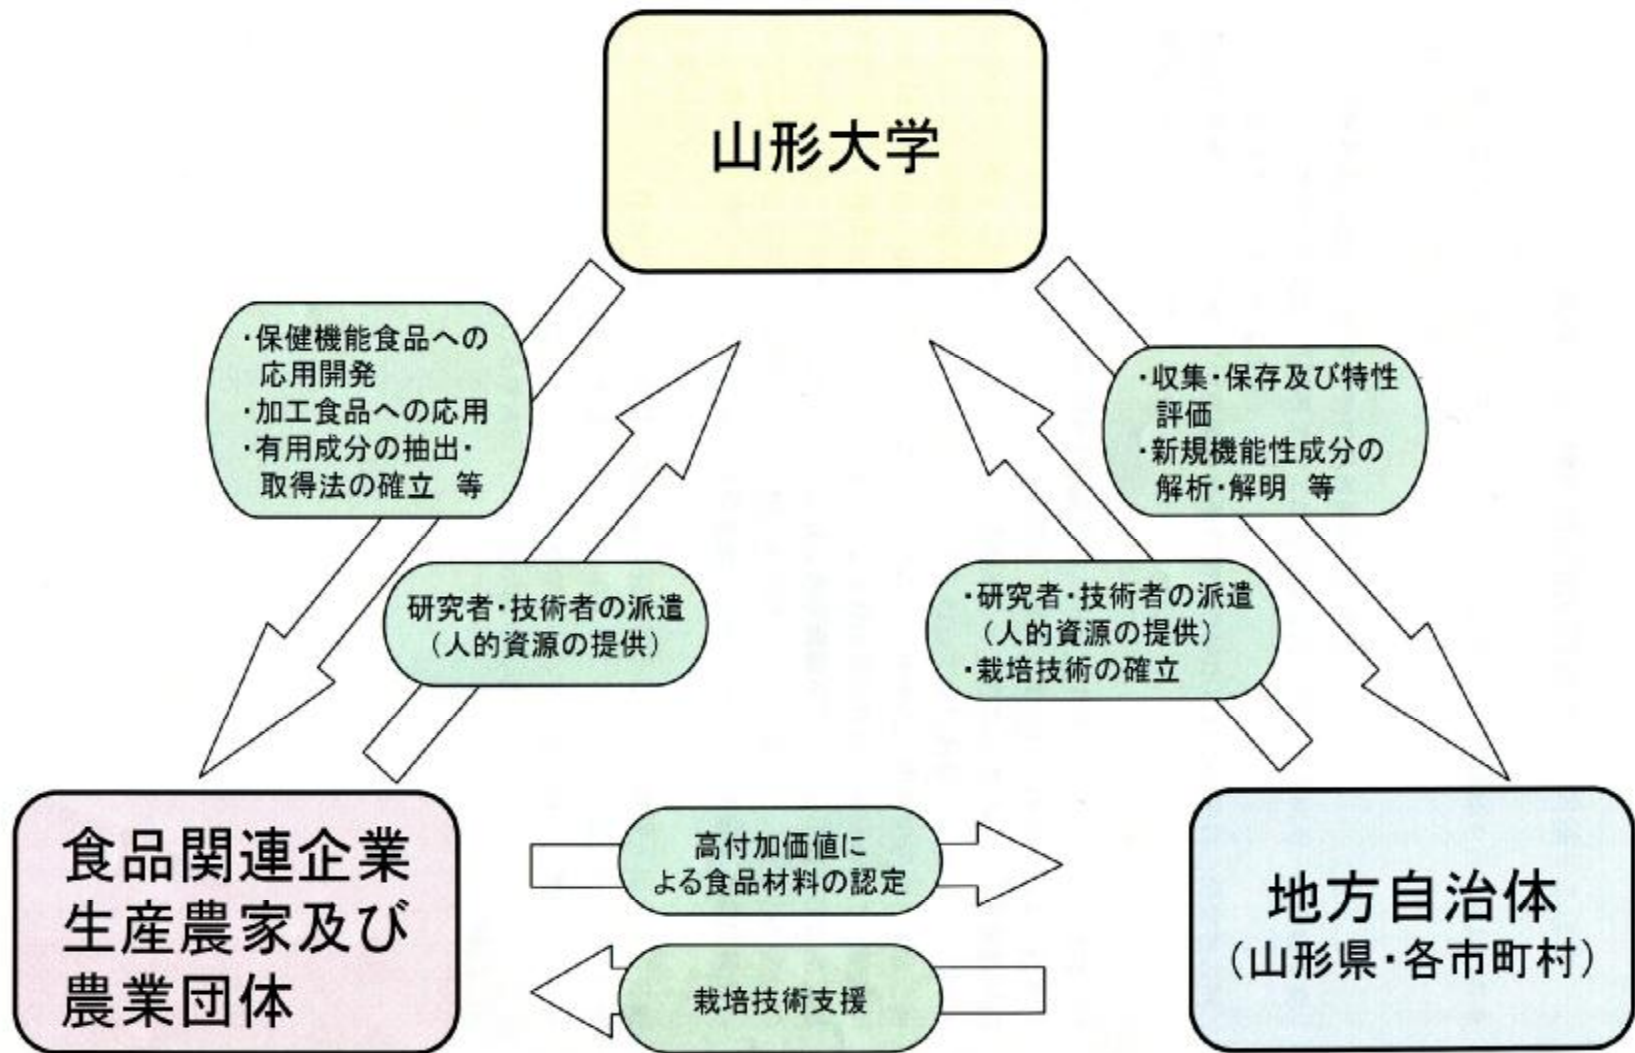 山形大学
・保健機能食品への
応用開発
・加工食品への応用
・有用成分の抽出・
取得法の確立 等
・収集・保存及び特性
評価
・新規機能性成分の
解析・解明 等
研究者・技術者の派遣
(人的資源の提供)
・研究者・技術者の派遣
(人的資源の提供)
・栽培技術の確立
食品関連企業
生産農家及び
農業団体
高付加価値に
よる食品材料の認定
栽培技術支援
地方自治体
(山形県・各市町村)